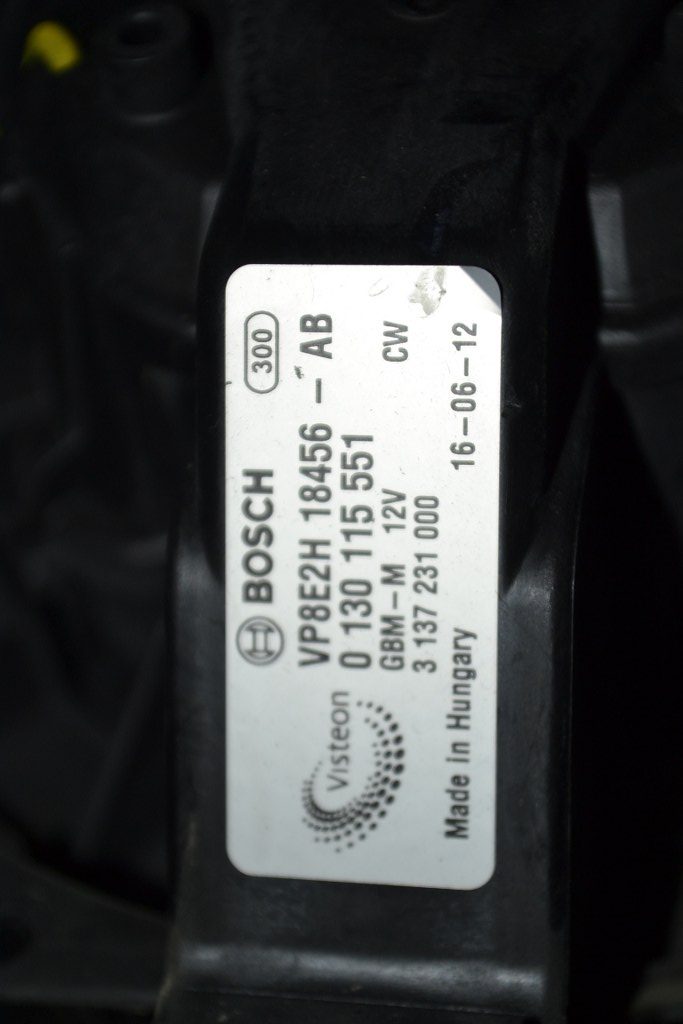 Visteon
BOSCH 300
VP8E2H 18456 - AB
0 130 115 551
GBM-M 12V CW
3 137 231 000
Made in Hungary 16-06-12